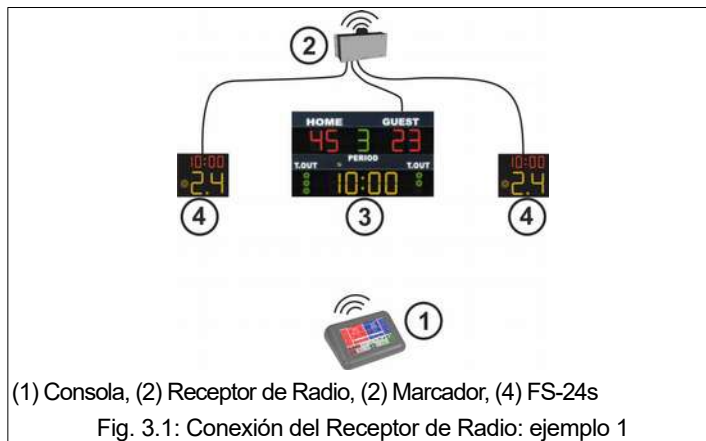 2
HOME GUEST
45 3 23
PERIOD
T.OUT T.OUT
10:00
10:00
2.4
10:00
2.4
4
3
4
1
(1) Consola, (2) Receptor de Radio, (2) Marcador, (4) FS-24s
Fig. 3.1: Conexión del Receptor de Radio: ejemplo 1